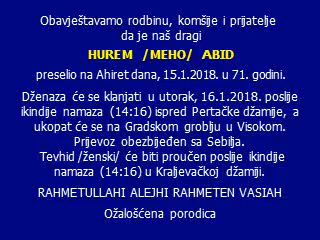 Obavještavamo rodbinu, komšije i prijatelje
da je naš dragi
HUREM /MEHO/ ABID
preselio na Ahiret dana, 15.1.2018. u 71. godini.
Dženaza će se klanjati u utorak, 16.1.2018. poslije
ikindije namaza (14:16) ispred Pertačke džamije, a
ukopat će se na Gradskom groblju u Visokom.
Prijevoz obezbijeđen sa Sebilja.
Tevhid /ženski/ će biti proučen poslije ikindije
namaza (14:16) u Kraljevačkoj džamiji.
RAHMETULLAHI ALEJHI RAHMETEN VASIAH
Ožalošćena porodica